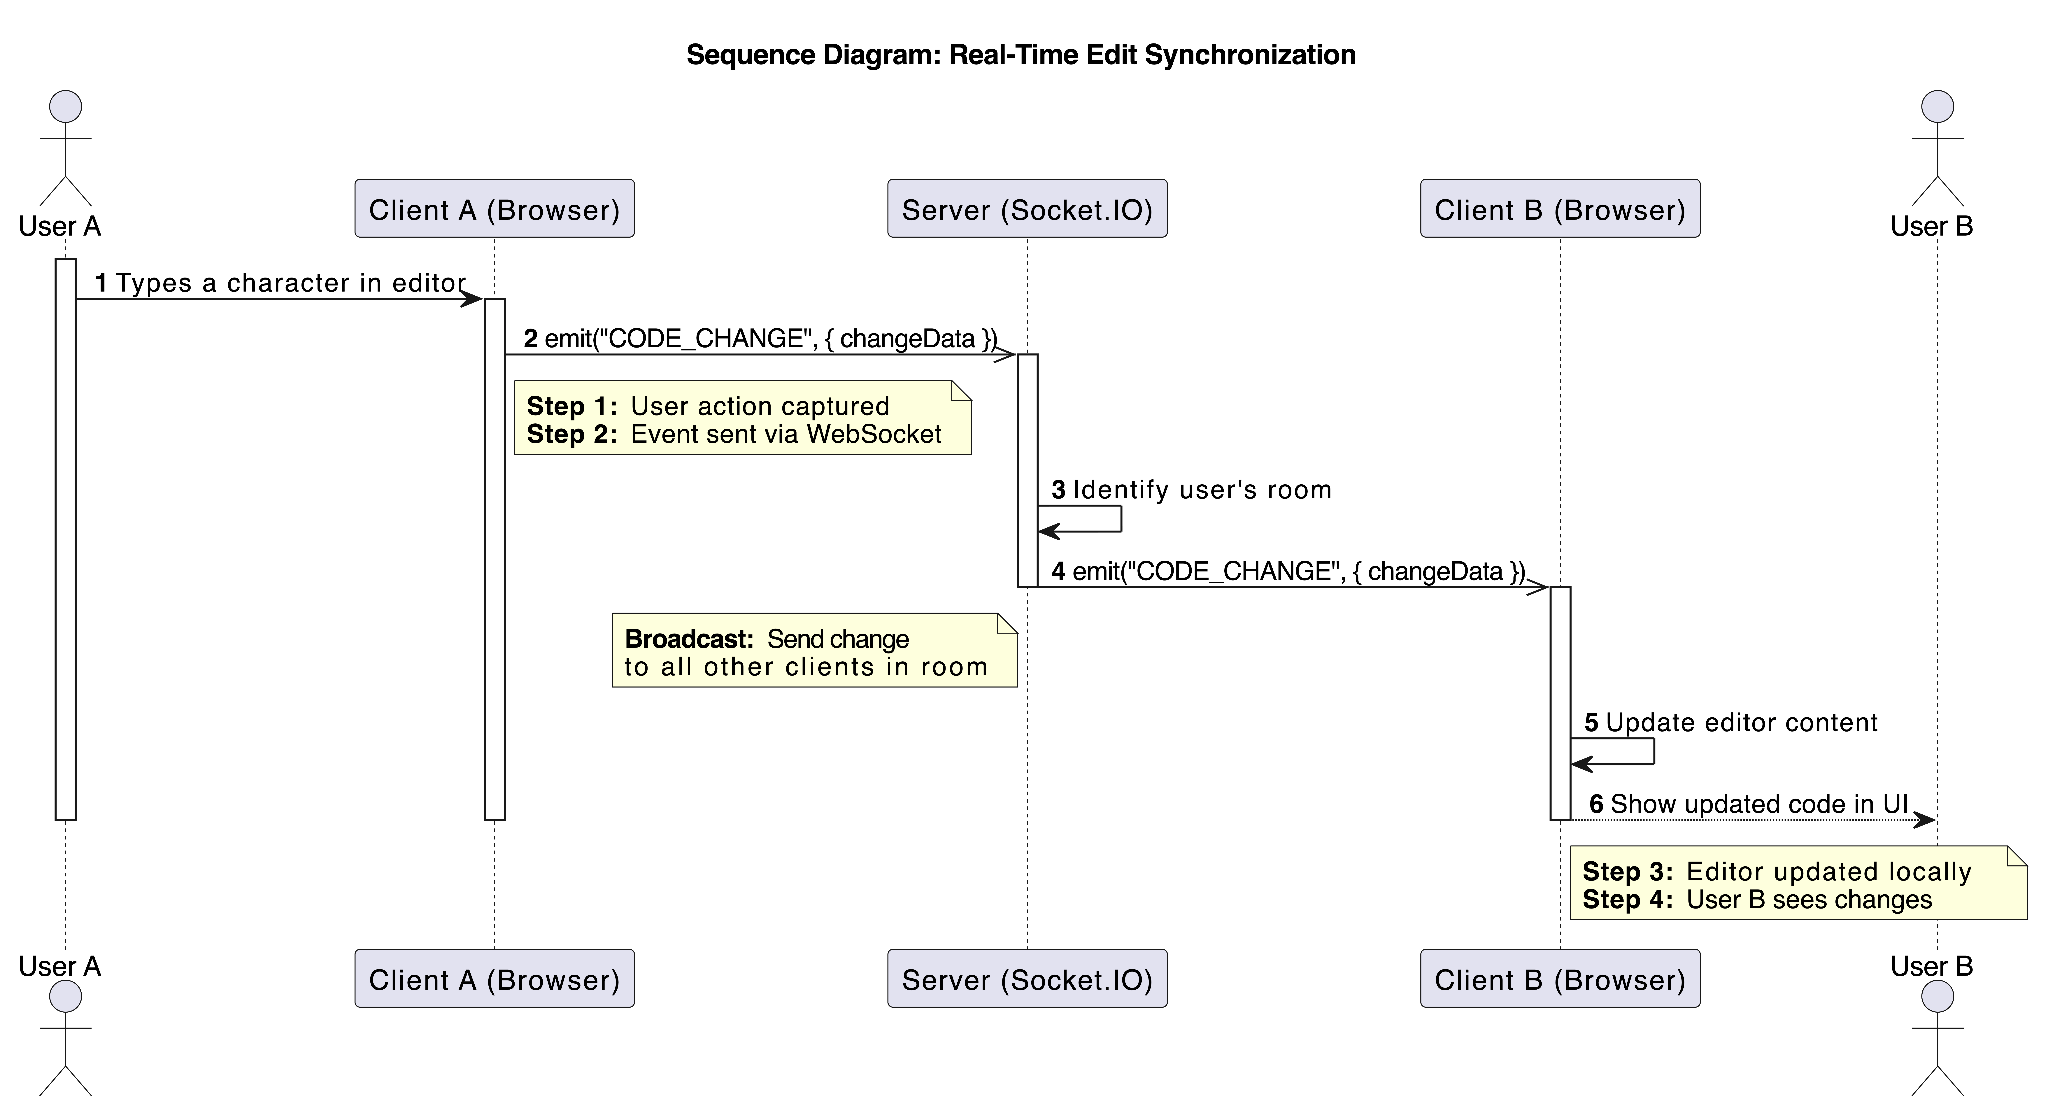 Sequence Diagram: Real-Time Edit Synchronization
User A
Client A (Browser)
Server (Socket.IO)
Client B (Browser)
User B
1 Types a character in editor
2 emit("CODE_CHANGE", { changeData })
Step 1: User action captured
Step 2: Event sent via WebSocket
3 Identify user's room
4 emit("CODE_CHANGE", { changeData })
Broadcast: Send change
to all other clients in room
5 Update editor content
6 Show updated code in UI
Step 3: Editor updated locally
Step 4: User B sees changes
User A
Client A (Browser)
Server (Socket.IO)
Client B (Browser)
User B